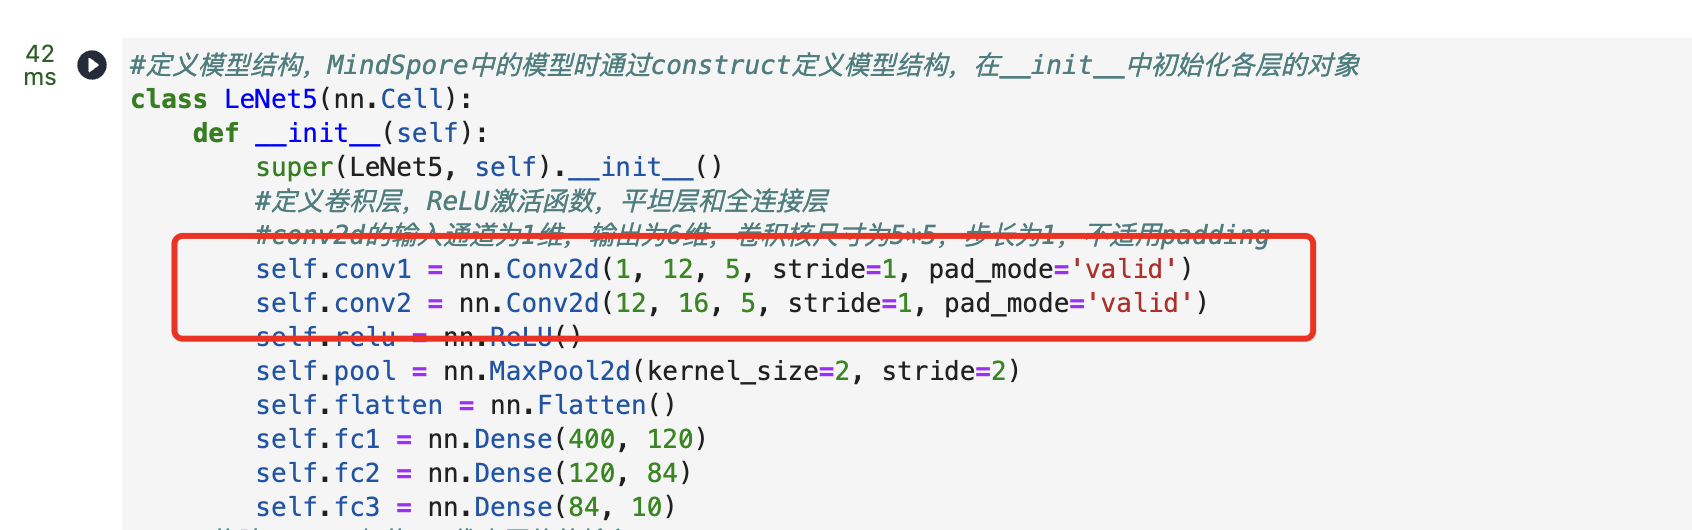 42
ms
#定义模型结构，MindSpore中的模型时通过construct定义模型结构，在__init__中初始化各层的对象
class LeNet5(nn.Cell):
    def __init__(self):
        super(LeNet5, self).__init__()
        #定义卷积层，ReLU激活函数，平坦层和全连接层
        #conv2d的输入通道为1维，输出为6维，卷积核尺寸为5*5，步长为1，不适用padding
        self.conv1 = nn.Conv2d(1, 12, 5, stride=1, pad_mode='valid')
        self.conv2 = nn.Conv2d(12, 16, 5, stride=1, pad_mode='valid')
        self.relu = nn.ReLU()
        self.pool = nn.MaxPool2d(kernel_size=2, stride=2)
        self.flatten = nn.Flatten()
        self.fc1 = nn.Dense(400, 120)
        self.fc2 = nn.Dense(120, 84)
        self.fc3 = nn.Dense(84, 10)